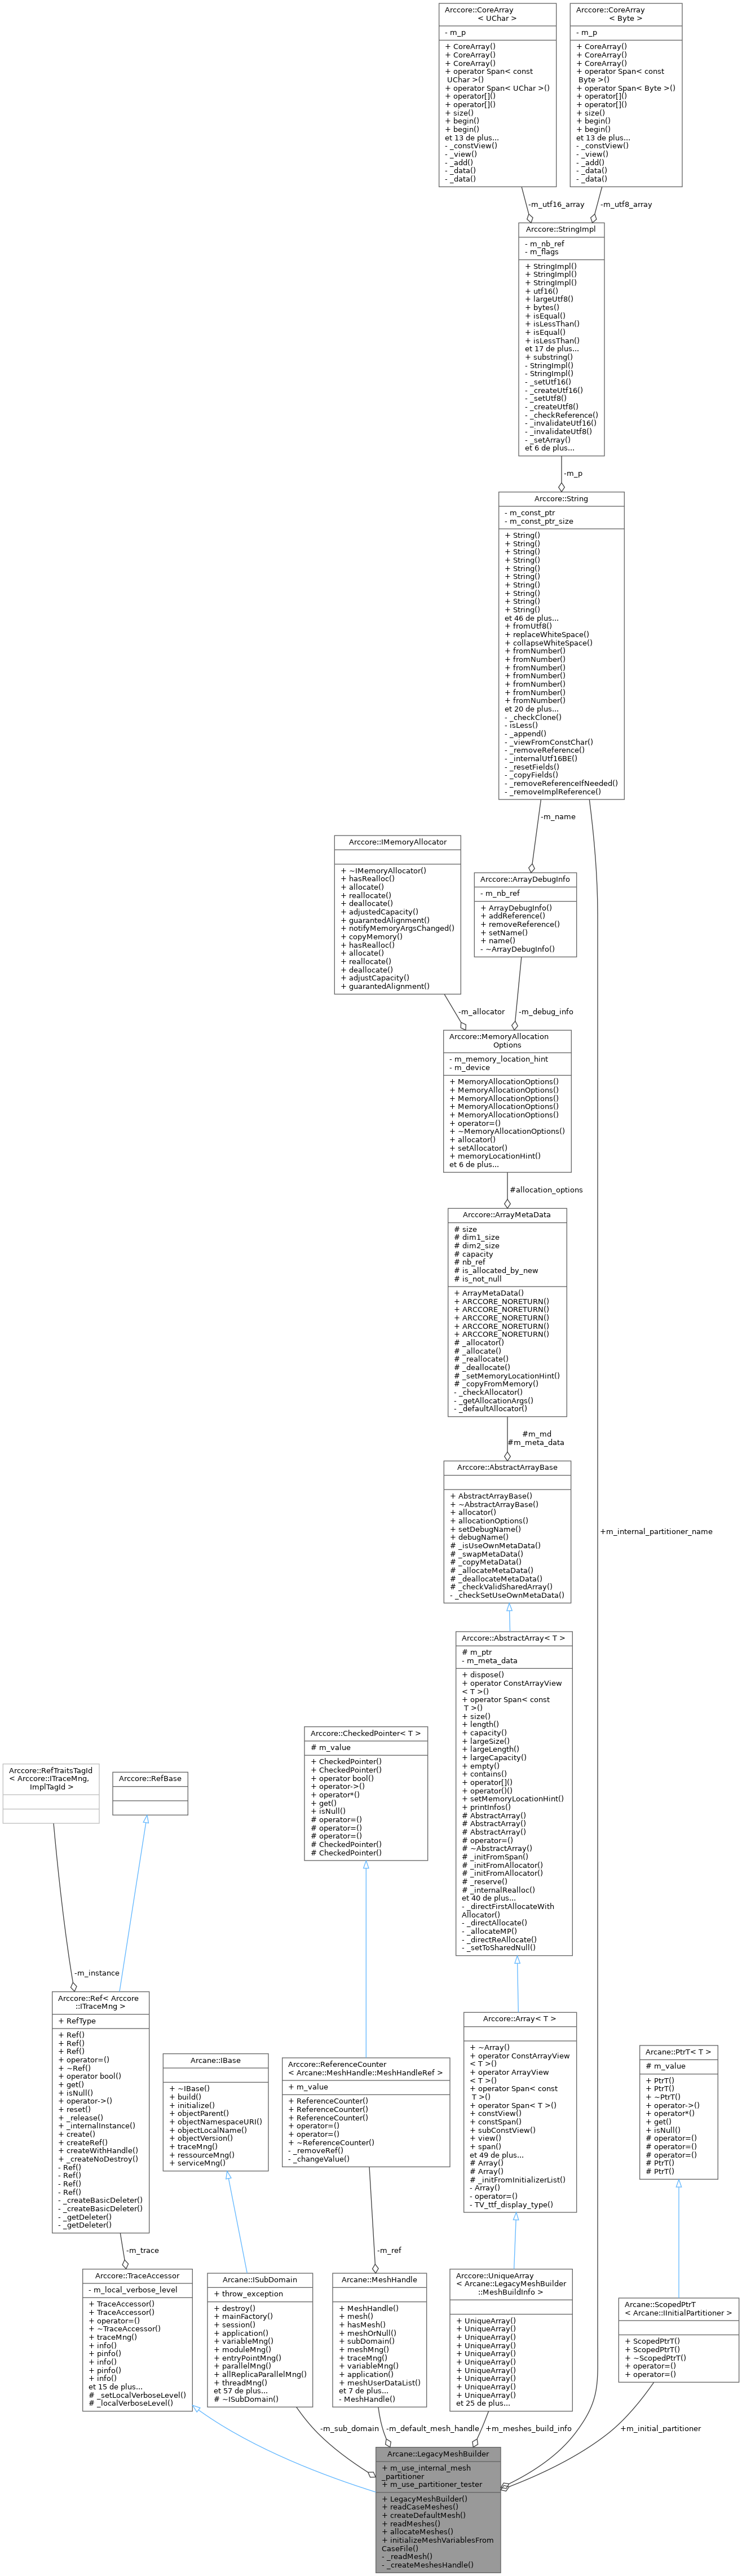 Arccore::CoreArray
< UChar >
- m_p
+ CoreArray()
+ CoreArray()
+ CoreArray()
+ operator Span< const
UChar >()
+ operator Span< UChar >()
+ operator[]()
+ operator[]()
+ size()
+ begin()
+ begin()
et 13 de plus...
- _constView()
- _view()
- _add()
- _data()
- _data()
Arccore::CoreArray
< Byte >
- m_p
+ CoreArray()
+ CoreArray()
+ CoreArray()
+ operator Span< const
Byte >()
+ operator Span< Byte >()
+ operator[]()
+ operator[]()
+ size()
+ begin()
+ begin()
et 13 de plus...
- _constView()
- _view()
- _add()
- _data()
- _data()
-m_utf16_array
-m_utf8_array
Arccore::StringImpl
- m_nb_ref
- m_flags
+ StringImpl()
+ StringImpl()
+ StringImpl()
+ utf16()
+ largeUtf8()
+ bytes()
+ isEqual()
+ isLessThan()
+ isEqual()
+ isLessThan()
et 17 de plus...
+ substring()
- StringImpl()
- StringImpl()
- _setUtf16()
- _createUtf16()
- _setUtf8()
- _createUtf8()
- _checkReference()
- _invalidateUtf16()
- _invalidateUtf8()
- _setArray()
et 6 de plus...
-m_p
Arccore::String
- m_const_ptr
- m_const_ptr_size
+ String()
+ String()
+ String()
+ String()
+ String()
+ String()
+ String()
+ String()
+ String()
+ String()
et 46 de plus...
+ fromUtf8()
+ replaceWhiteSpace()
+ collapseWhiteSpace()
+ fromNumber()
+ fromNumber()
+ fromNumber()
+ fromNumber()
+ fromNumber()
+ fromNumber()
+ fromNumber()
et 20 de plus...
- _checkClone()
- isLess()
- _append()
- _viewFromConstChar()
- _removeReference()
- _internalUtf16BE()
- _resetFields()
- _copyFields()
- _removeReferenceIfNeeded()
- _removeImplReference()
-m_name
Arccore::IMemoryAllocator
+ ~IMemoryAllocator()
+ hasRealloc()
+ allocate()
+ reallocate()
+ deallocate()
+ adjustedCapacity()
+ guarantedAlignment()
+ notifyMemoryArgsChanged()
+ copyMemory()
+ hasRealloc()
+ allocate()
+ reallocate()
+ deallocate()
+ adjustCapacity()
+ guarantedAlignment()
Arccore::ArrayDebugInfo
- m_nb_ref
+ ArrayDebugInfo()
+ addReference()
+ removeReference()
+ setName()
+ name()
- ~ArrayDebugInfo()
-m_allocator
-m_debug_info
Arccore::MemoryAllocation
Options
- m_memory_location_hint
- m_device
+ MemoryAllocationOptions()
+ MemoryAllocationOptions()
+ MemoryAllocationOptions()
+ MemoryAllocationOptions()
+ MemoryAllocationOptions()
+ operator=()
+ ~MemoryAllocationOptions()
+ allocator()
+ setAllocator()
+ memoryLocationHint()
et 6 de plus...
#allocation_options
Arccore::ArrayMetaData
# size
# dim1_size
# dim2_size
# capacity
# nb_ref
# is_allocated_by_new
# is_not_null
+ ArrayMetaData()
+ ARCCORE_NORETURN()
+ ARCCORE_NORETURN()
+ ARCCORE_NORETURN()
+ ARCCORE_NORETURN()
+ ARCCORE_NORETURN()
# _allocator()
# _allocate()
# _reallocate()
# _deallocate()
# _setMemoryLocationHint()
# _copyFromMemory()
- _checkAllocator()
- _getAllocationArgs()
- _defaultAllocator()
#m_md
#m_meta_data
Arccore::AbstractArrayBase
+ AbstractArrayBase()
+ ~AbstractArrayBase()
+ allocator()
+ allocationOptions()
+ setDebugName()
+ debugName()
# _isUseOwnMetaData()
# _swapMetaData()
# _copyMetaData()
# _allocateMetaData()
# _deallocateMetaData()
# _checkValidSharedArray()
- _checkSetUseOwnMetaData()
+m_internal_partitioner_name
Arccore::AbstractArray< T >
# m_ptr
- m_meta_data
+ dispose()
+ operator ConstArrayView
< T >()
+ operator Span< const
T >()
+ size()
+ length()
+ capacity()
+ largeSize()
+ largeLength()
+ largeCapacity()
+ empty()
+ contains()
+ operator[]()
+ operator()()
+ setMemoryLocationHint()
+ printInfos()
# AbstractArray()
# AbstractArray()
# AbstractArray()
# operator=()
# ~AbstractArray()
# _initFromSpan()
# _initFromAllocator()
# _initFromAllocator()
# _reserve()
# _internalRealloc()
et 40 de plus...
- _directFirstAllocateWith
Allocator()
- _directAllocate()
- _allocateMP()
- _directReAllocate()
- _setToSharedNull()
Arccore::CheckedPointer< T >
# m_value
+ CheckedPointer()
+ CheckedPointer()
+ operator bool()
+ operator->()
+ operator*()
+ get()
+ isNull()
# operator=()
# operator=()
# operator=()
# CheckedPointer()
# CheckedPointer()
Arccore::RefTraitsTagId
< Arccore::ITraceMng,
ImplTagId >
Arccore::RefBase
-m_instance
Arccore::Ref< Arccore
::ITraceMng >
+ RefType
+ Ref()
+ Ref()
+ Ref()
+ operator=()
+ ~Ref()
+ operator bool()
+ get()
+ isNull()
+ operator->()
+ reset()
+ _release()
+ _internalInstance()
+ create()
+ createRef()
+ createWithHandle()
+ _createNoDestroy()
- Ref()
- Ref()
- Ref()
- Ref()
- _createBasicDeleter()
- _createBasicDeleter()
- _getDeleter()
- _getDeleter()
Arcane::IBase
+ ~IBase()
+ build()
+ initialize()
+ objectParent()
+ objectNamespaceURI()
+ objectLocalName()
+ objectVersion()
+ traceMng()
+ ressourceMng()
+ serviceMng()
Arccore::ReferenceCounter
< Arcane::MeshHandle::MeshHandleRef >
+ m_value
+ ReferenceCounter()
+ ReferenceCounter()
+ ReferenceCounter()
+ operator=()
+ operator=()
+ ~ReferenceCounter()
- _removeRef()
- _changeValue()
Arccore::Array< T >
+ ~Array()
+ operator ConstArrayView
< T >()
+ operator ArrayView
< T >()
+ operator Span< const
T >()
+ operator Span< T >()
+ constView()
+ constSpan()
+ subConstView()
+ view()
+ span()
et 49 de plus...
# Array()
# Array()
# _initFromInitializerList()
- Array()
- operator=()
- TV_ttf_display_type()
Arcane::PtrT< T >
# m_value
+ PtrT()
+ PtrT()
+ ~PtrT()
+ operator->()
+ operator*()
+ get()
+ isNull()
# operator=()
# operator=()
# operator=()
# PtrT()
# PtrT()
-m_trace
-m_ref
Arccore::TraceAccessor
- m_local_verbose_level
+ TraceAccessor()
+ TraceAccessor()
+ operator=()
+ ~TraceAccessor()
+ traceMng()
+ info()
+ pinfo()
+ info()
+ pinfo()
+ info()
et 15 de plus...
# _setLocalVerboseLevel()
# _localVerboseLevel()
Arcane::ISubDomain
+ throw_exception
+ destroy()
+ mainFactory()
+ session()
+ application()
+ variableMng()
+ moduleMng()
+ entryPointMng()
+ parallelMng()
+ allReplicaParallelMng()
+ threadMng()
et 57 de plus...
# ~ISubDomain()
Arcane::MeshHandle
+ MeshHandle()
+ mesh()
+ hasMesh()
+ meshOrNull()
+ subDomain()
+ meshMng()
+ traceMng()
+ variableMng()
+ application()
+ meshUserDataList()
et 7 de plus...
- MeshHandle()
Arccore::UniqueArray
< Arcane::LegacyMeshBuilder
::MeshBuildInfo >
+ UniqueArray()
+ UniqueArray()
+ UniqueArray()
+ UniqueArray()
+ UniqueArray()
+ UniqueArray()
+ UniqueArray()
+ UniqueArray()
+ UniqueArray()
+ UniqueArray()
et 25 de plus...
Arcane::ScopedPtrT
< Arcane::IInitialPartitioner >
+ ScopedPtrT()
+ ScopedPtrT()
+ ~ScopedPtrT()
+ operator=()
+ operator=()
-m_sub_domain
-m_default_mesh_handle
+m_meshes_build_info
+m_initial_partitioner
Arcane::LegacyMeshBuilder
+ m_use_internal_mesh
_partitioner
+ m_use_partitioner_tester
+ LegacyMeshBuilder()
+ readCaseMeshes()
+ createDefaultMesh()
+ readMeshes()
+ allocateMeshes()
+ initializeMeshVariablesFrom
CaseFile()
- _readMesh()
- _createMeshesHandle()